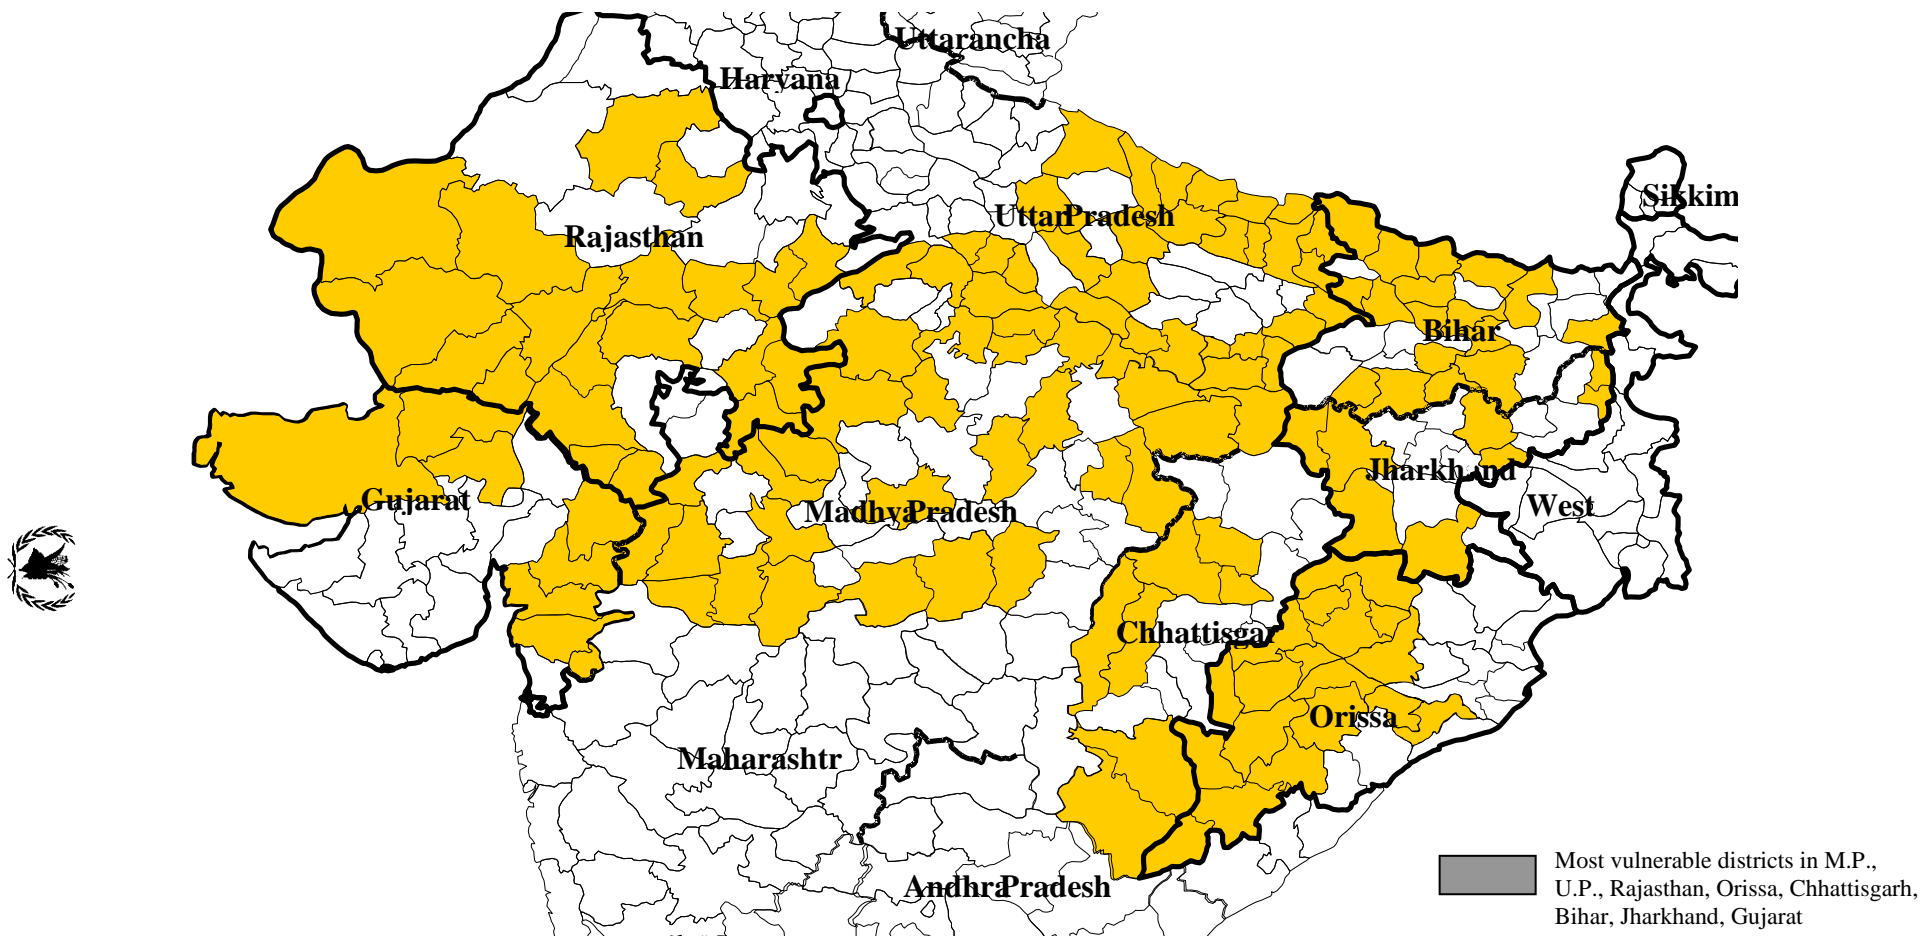 Uttarancha
Haryana
Sikkim
UttarPradesh
Rajasthan
Bihar
Jharkhand
Gujarat
MadhyaPradesh
West
Chhattisgar
Orissa
Maharashtr
AndhraPradesh
Most vulnerable districts in M.P.,
U.P., Rajasthan, Orissa, Chhattisgarh,
Bihar, Jharkhand, Gujarat